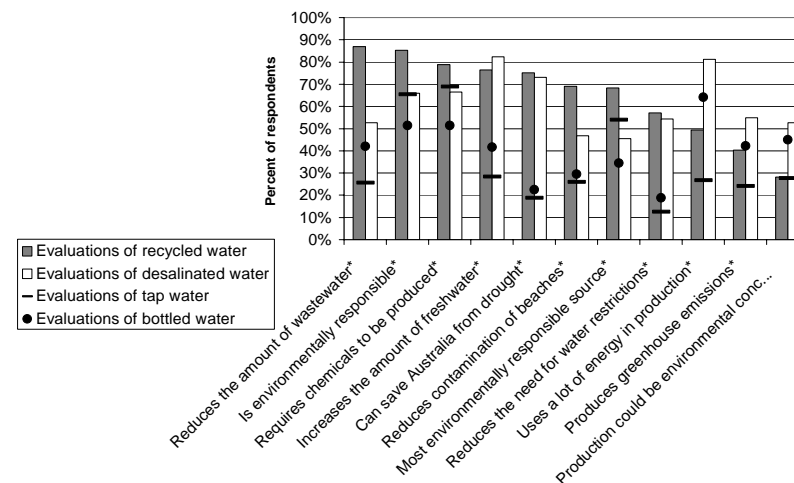 Percent of respondents
100%
90%
80%
70%
60%
50%
40%
30%
20%
10%
0%
Evaluations of recycled water
Evaluations of desalinated water
Evaluations of tap water
Evaluations of bottled water
Reduces the amount of wastewater*
Is environmentally responsible*
Requires chemicals to be produced*
Increases the amount of freshwater*
Can save Australia from drought*
Reduces contamination of beaches*
Most environmentally responsible source*
Reduces the need for water restrictions*
Uses a lot of energy in production*
Produces greenhouse emissions*
Production could be environmental conc...